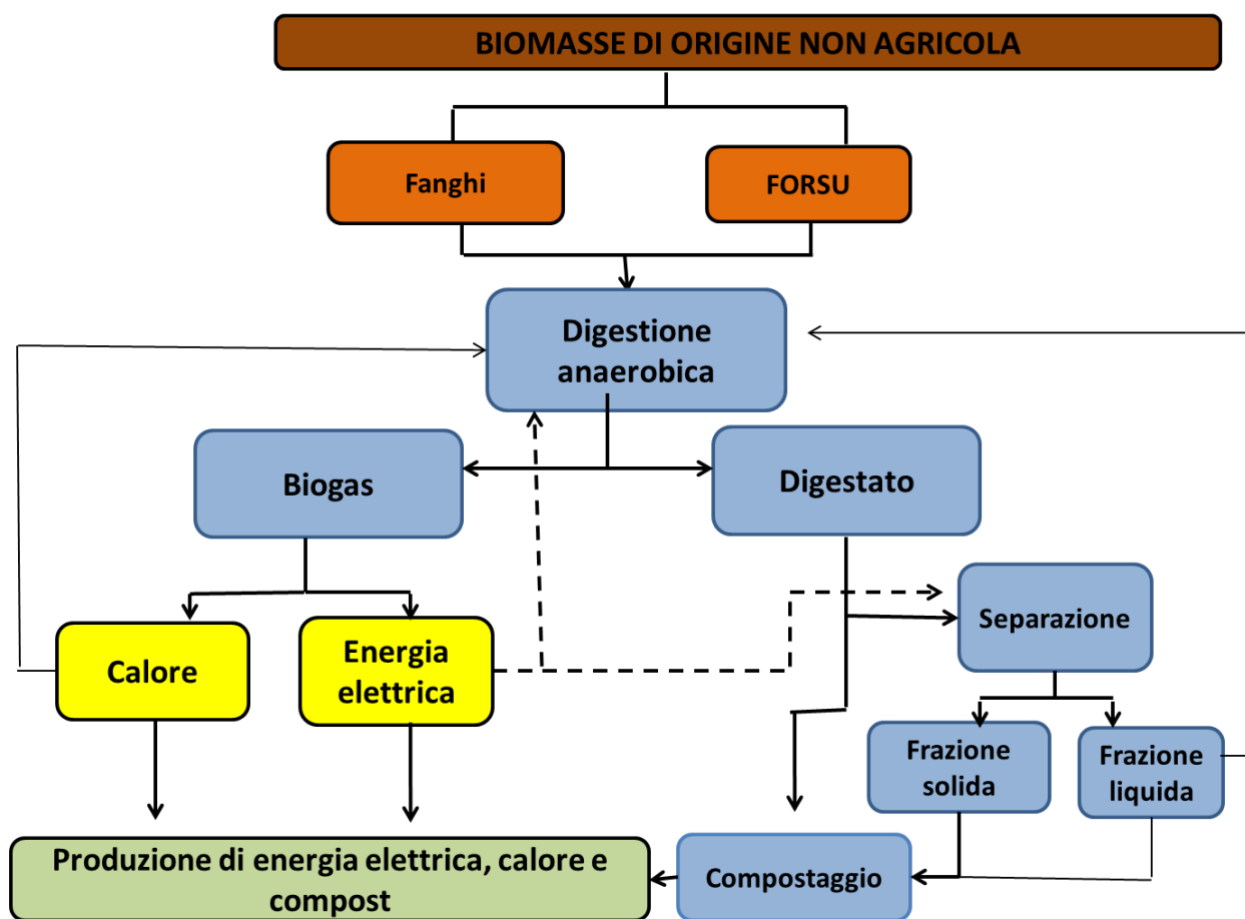 BIOMASSE DI ORIGINE NON AGRICOLA
Fanghi
FORSU
Digestione
anaerobica
Biogas
Digestato
Separazione
Calore
Energia
elettrica
Frazione
solida
Frazione
liquida
Produzione di energia elettrica, calore e
compost
Compostaggio